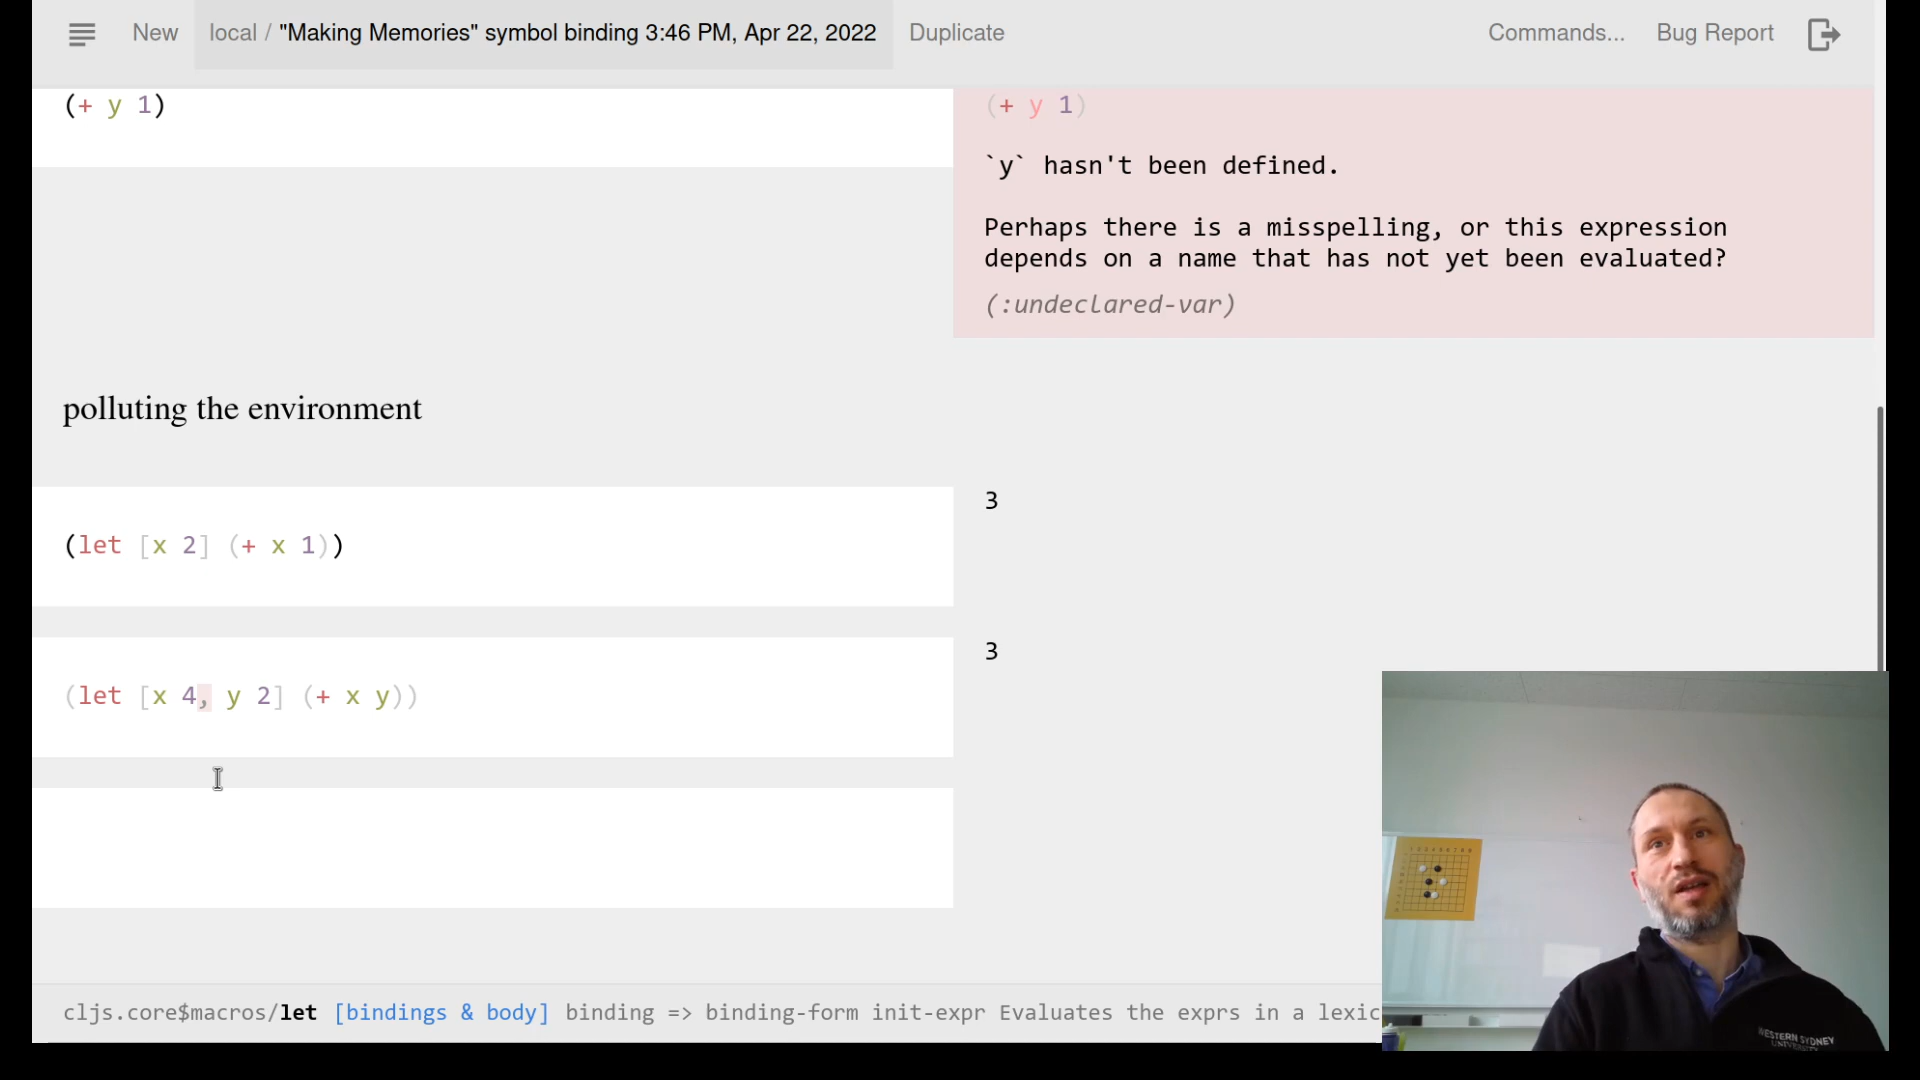 New local / "Making Memories" symbol binding 3:46 PM, Apr 22, 2022 Duplicate Commands... Bug Report
(+ y 1)
(+ y 1)
`y` hasn't been defined.
Perhaps there is a misspelling, or this expression
depends on a name that has not yet been evaluated?
(:undeclared-var)
polluting the environment
(let [x 2] (+ x 1))
3
(let [x 4, y 2] (+ x y))
3
cljs.core$macros/let [bindings & body] binding => binding-form init-expr Evaluates the exprs in a lexic
WESTERN SYDNEY
UNIVERSITY